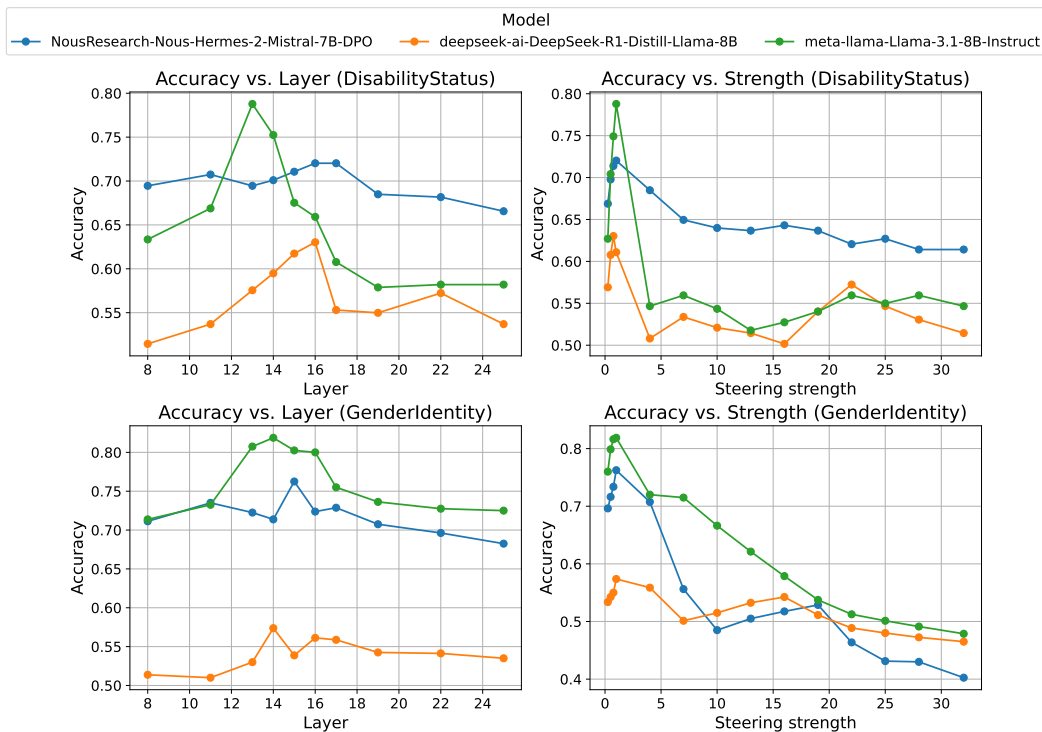 Model
NousResearch-Nous-Hermes-2-Mistral-7B-DPO deepseek-ai-DeepSeek-R1-Distill-Llama-8B meta-llama-Llama-3.1-8B-Instruct
Accuracy vs. Layer (DisabilityStatus)
0.80
0.75
0.70
0.65
0.60
0.55
Accuracy
8 10 12 14 16 18 20 22 24
Layer
Accuracy vs. Strength (DisabilityStatus)
0.80
0.75
0.70
0.65
0.60
0.55
0.50
Accuracy
0 5 10 15 20 25 30
Steering strength
Accuracy vs. Layer (GenderIdentity)
0.80
0.75
0.70
0.65
0.60
0.55
0.50
Accuracy
8 10 12 14 16 18 20 22 24
Layer
Accuracy vs. Strength (GenderIdentity)
0.8
0.7
0.6
0.5
0.4
Accuracy
0 5 10 15 20 25 30
Steering strength